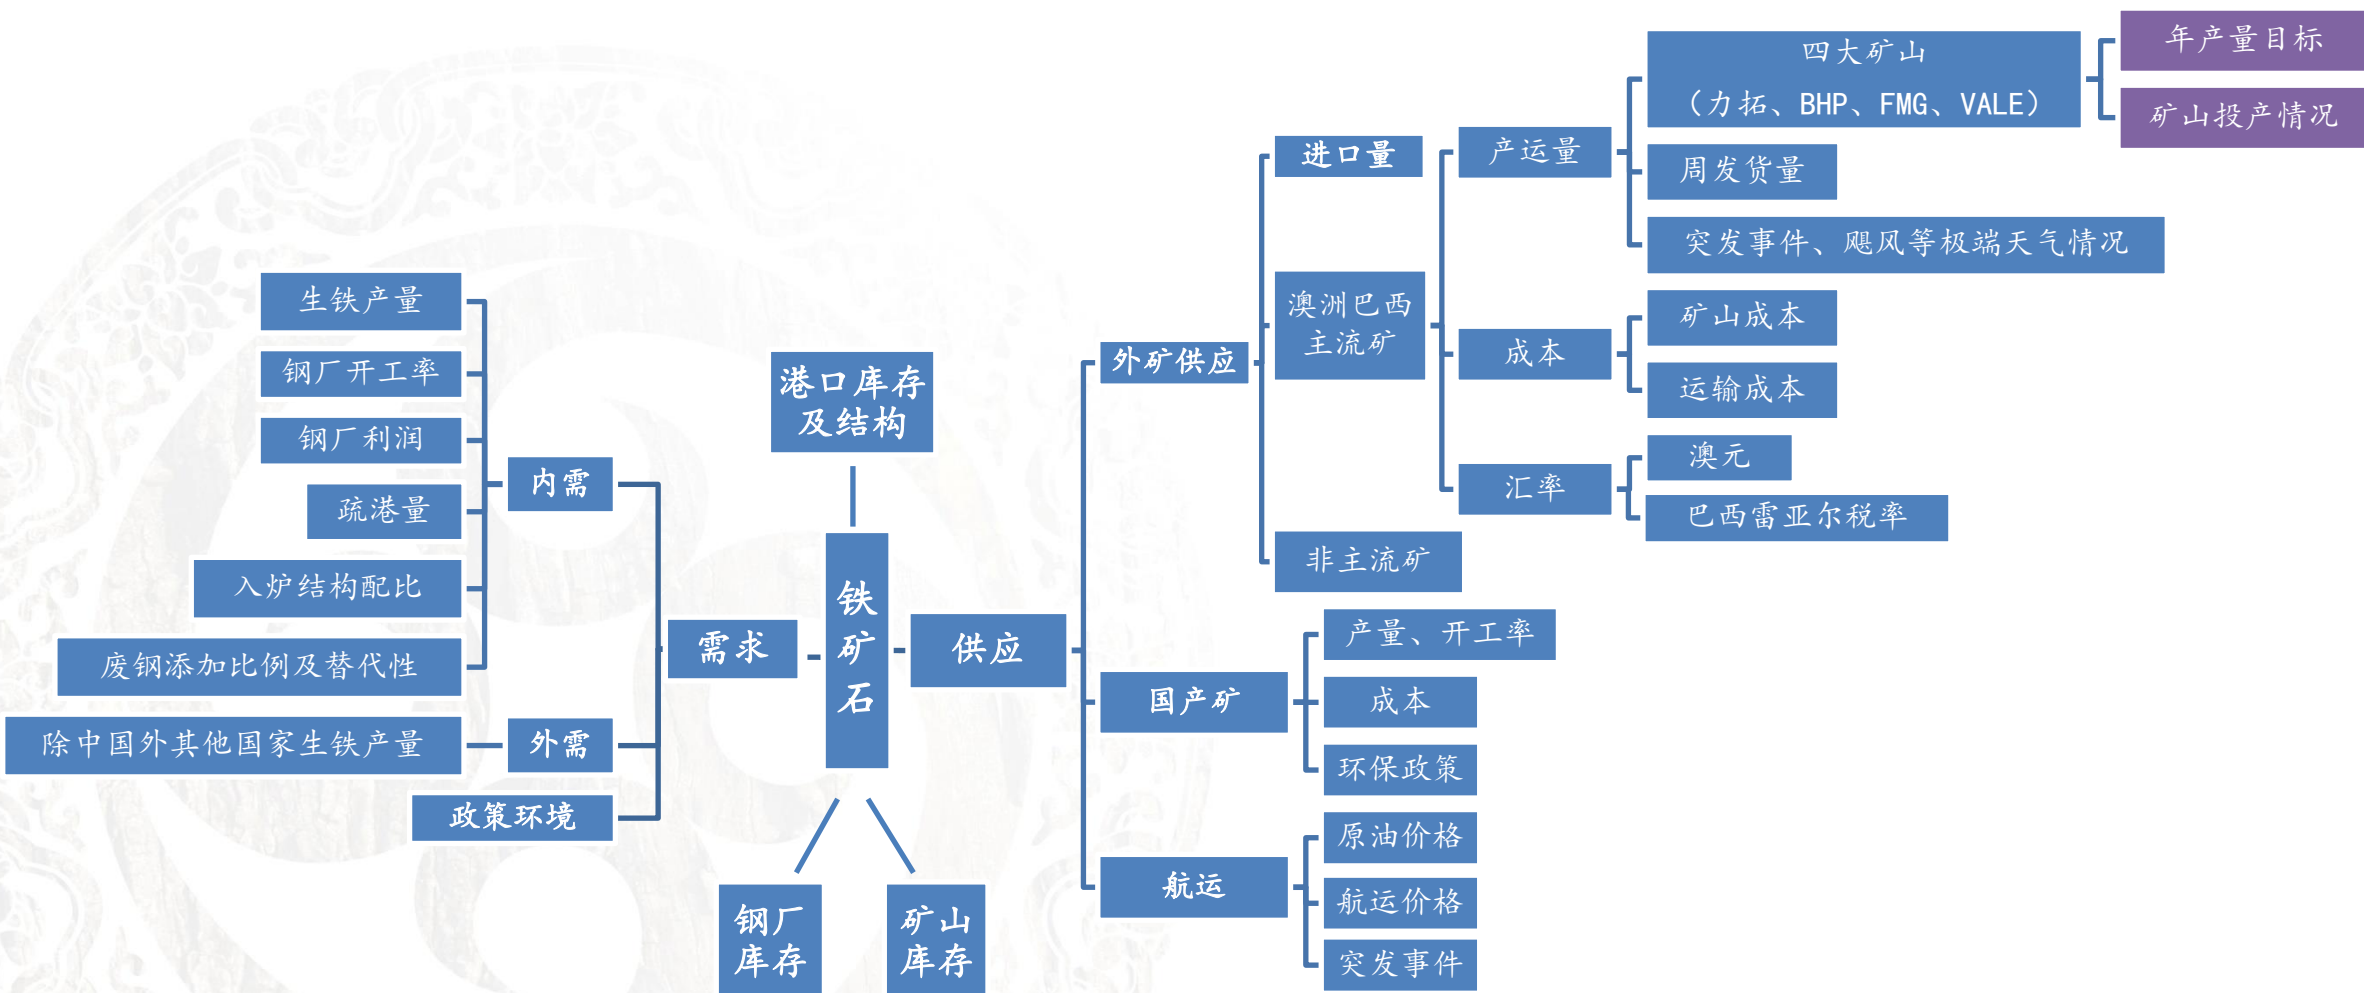 年产量目标
四大矿山
（力拓、BHP、FMG、VALE）
矿山投产情况
进口量
产运量
周发货量
突发事件、飓风等极端天气情况
澳洲巴西
主流矿
矿山成本
成本
运输成本
外矿供应
澳元
汇率
巴西雷亚尔税率
非主流矿
生铁产量
钢厂开工率
钢厂利润
内需
疏港量
入炉结构配比
废钢添加比例及替代性
除中国外其他国家生铁产量
外需
政策环境
需求
港口库存
及结构
铁
矿
石
供应
产量、开工率
国产矿
成本
环保政策
原油价格
航运
航运价格
突发事件
钢厂
库存
矿山
库存